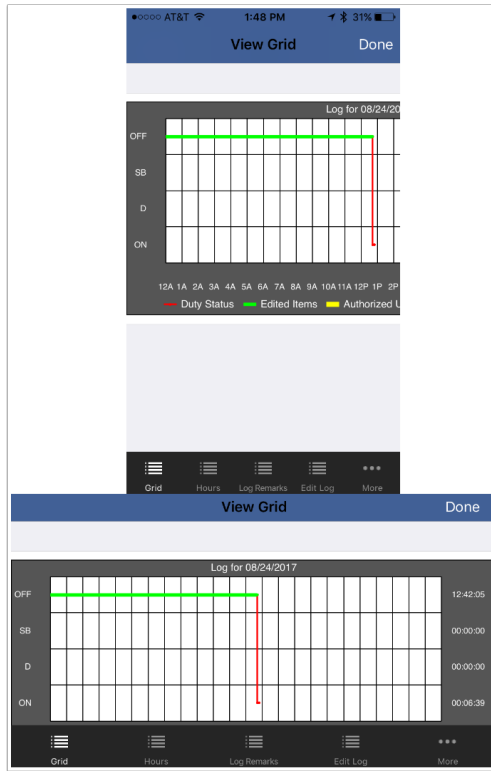 ●○○○○ AT&T 1:48 PM 31%
View Grid Done
Log for 08/24/20
OFF
SB
D
ON
12A 1A 2A 3A 4A 5A 6A 7A 8A 9A 10A 11A 12P 1P 2P
Duty Status Edited Items Authorized U
Grid Hours Log Remarks Edit Log More
View Grid Done
Log for 08/24/2017
OFF 12:42:05
SB 00:00:00
D 00:00:00
ON 00:06:39
Grid Hours Log Remarks Edit Log More